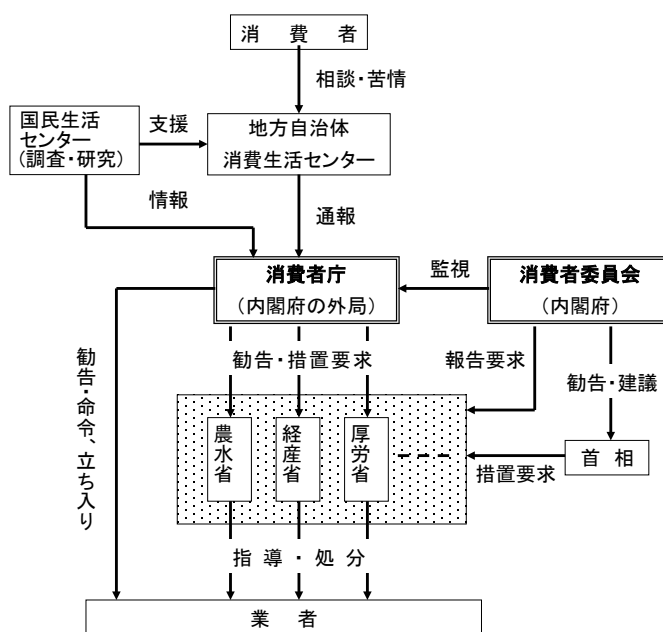 消 費 者
相談・苦情
国民生活
センター
(調査・研究)
支援
地方自治体
消費生活センター
情報
通報
消費者庁
(内閣府の外局)
監視
消費者委員会
(内閣府)
勧告・措置要求
報告要求
勧告・建議
勧告・命令、立ち入り
農水省
経産省
厚労省
首 相
措置要求
指 導 ・ 処 分
業 者